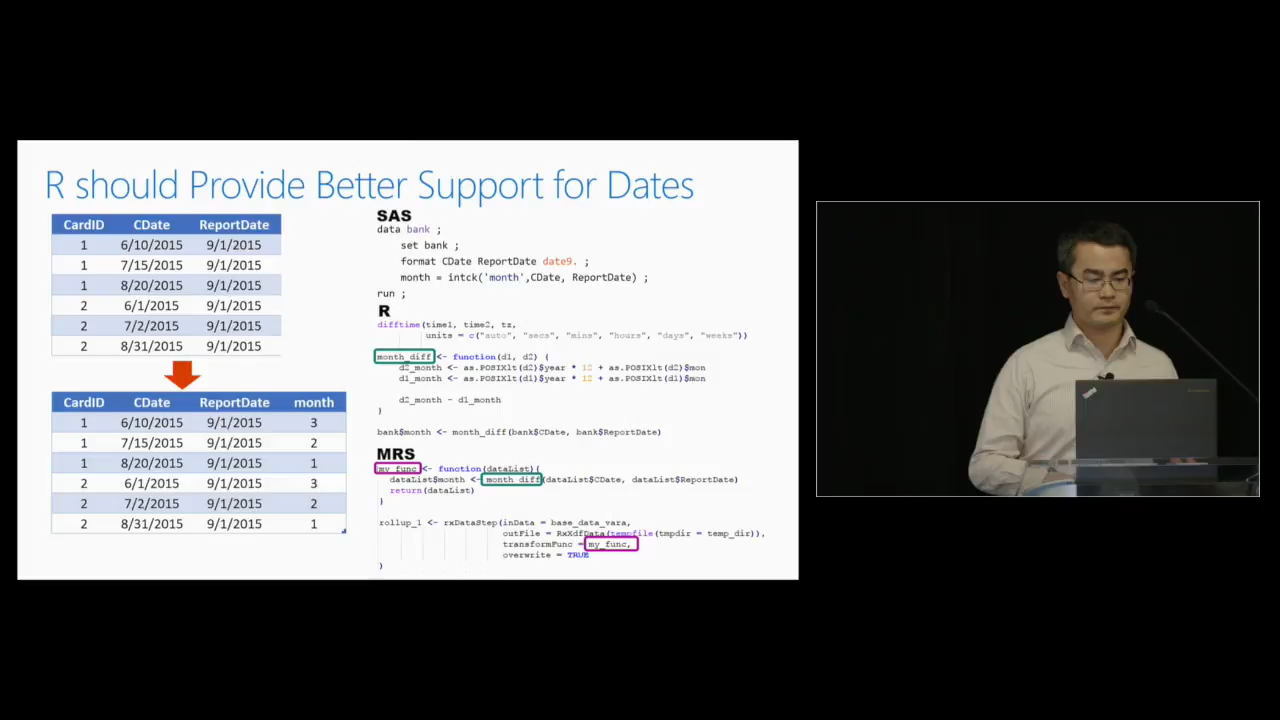 R should Provide Better Support for Dates
CardID CDate ReportDate
1 6/10/2015 9/1/2015
1 7/15/2015 9/1/2015
1 8/20/2015 9/1/2015
2 6/1/2015 9/1/2015
2 7/2/2015 9/1/2015
2 8/31/2015 9/1/2015
CardID CDate ReportDate month
1 6/10/2015 9/1/2015 3
1 7/15/2015 9/1/2015 2
1 8/20/2015 9/1/2015 1
2 6/1/2015 9/1/2015 3
2 7/2/2015 9/1/2015 2
2 8/31/2015 9/1/2015 1
SAS
data bank ;
set bank ;
format CDate ReportDate date9. ;
month = intck('month',CDate, ReportDate) ;
run ;
R
difftime(time1, time2, tz,
units = c("auto", "secs", "mins", "hours", "days", "weeks"))
month_diff <- function(d1, d2) {
d2_month <- as.POSIXlt(d2)$year * 12 + as.POSIXlt(d2)$mon
d1_month <- as.POSIXlt(d1)$year * 12 + as.POSIXlt(d1)$mon
d2_month - d1_month
}
bank$month <- month_diff(bank$CDate, bank$ReportDate)
MRS
my_func <- function(dataList){
dataList$month <- month_diff(dataList$CDate, dataList$ReportDate)
return(dataList)
}
rollup_1 <- rxDataStep(inData = base_data_vara,
outFile = RxXdfData(tempfile(tmpdir = temp_dir)),
transformFunc = my_func,
overwrite = TRUE
)